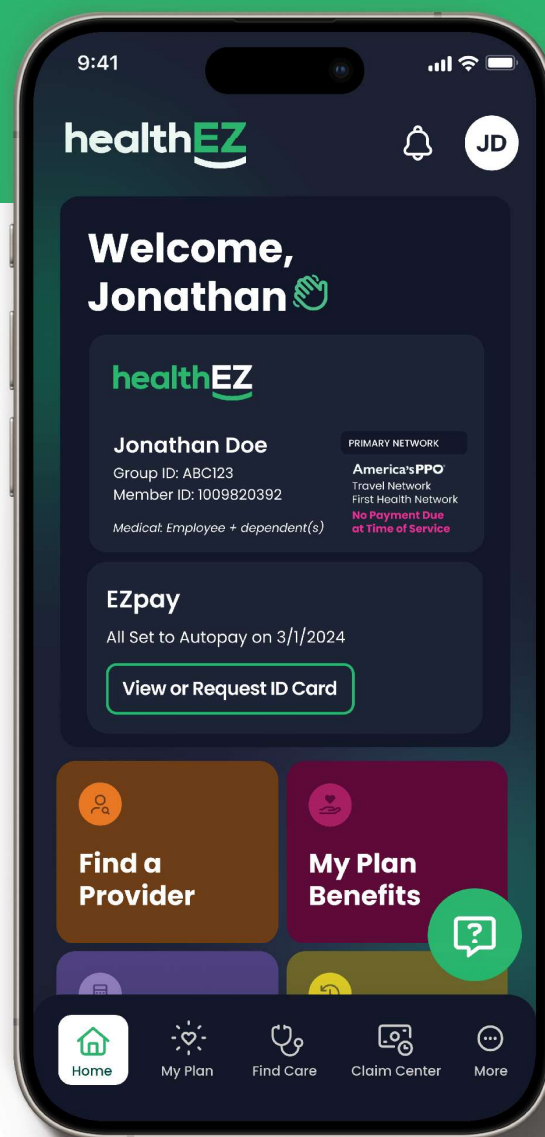 9:41
healthEZ
JD
Welcome,
Jonathan
healthEZ
Jonathan Doe
Group ID: ABC123
Member ID: 1009820392
Medical: Employee + dependent(s)
PRIMARY NETWORK
America'sPPO
Travel Network
First Health Network
No Payment Due
at Time of Service
EZpay
All Set to Autopay on 3/1/2024
View or Request ID Card
Find a
Provider
My Plan
Benefits
?
Home
My Plan
Find Care
Claim Center
More